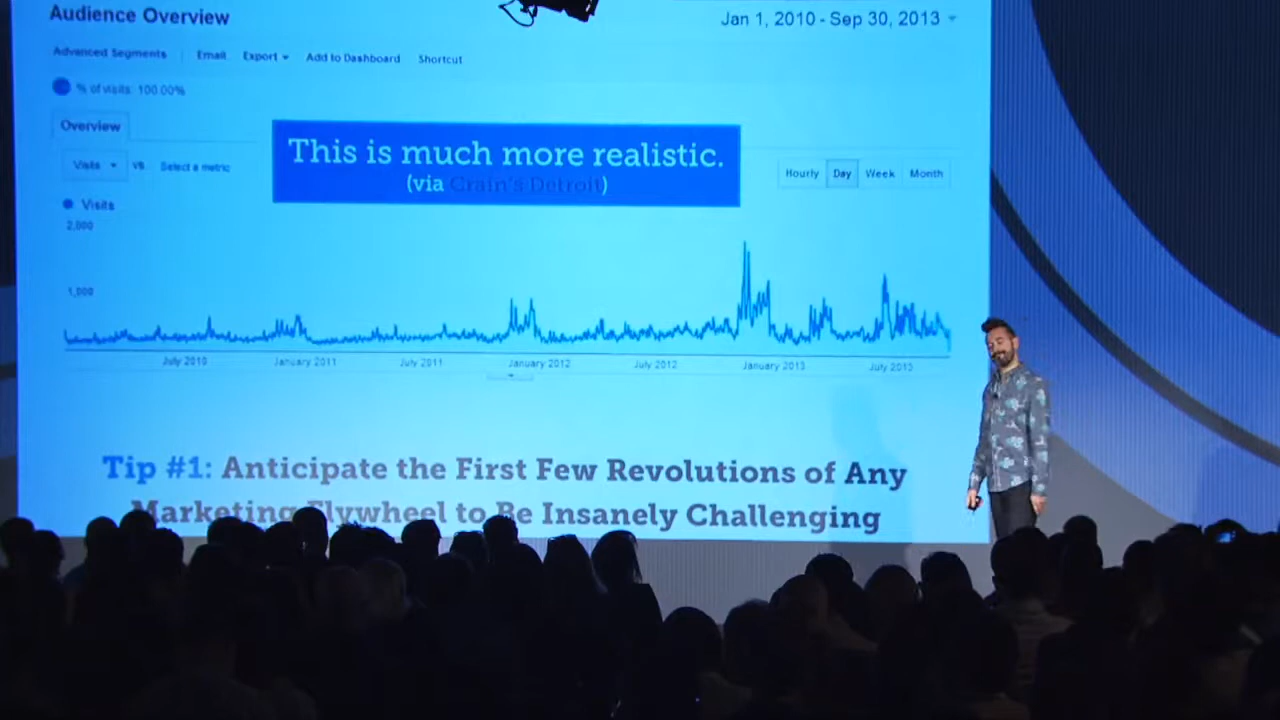 Audience Overview
Jan 1, 2010 - Sep 30, 2013
Advanced Segments Email Export Add to Dashboard Shortcut
% of visits: 100.00%
Overview
Visits VS. Select a metric
This is much more realistic.
(via Crain's Detroit)
Hourly Day Week Month
Visits
2,000
1,000
July 2010 January 2011 July 2011 January 2012 July 2012 January 2013 July 2013
Tip #1: Anticipate the First Few Revolutions of Any
Marketing Flywheel to Be Insanely Challenging